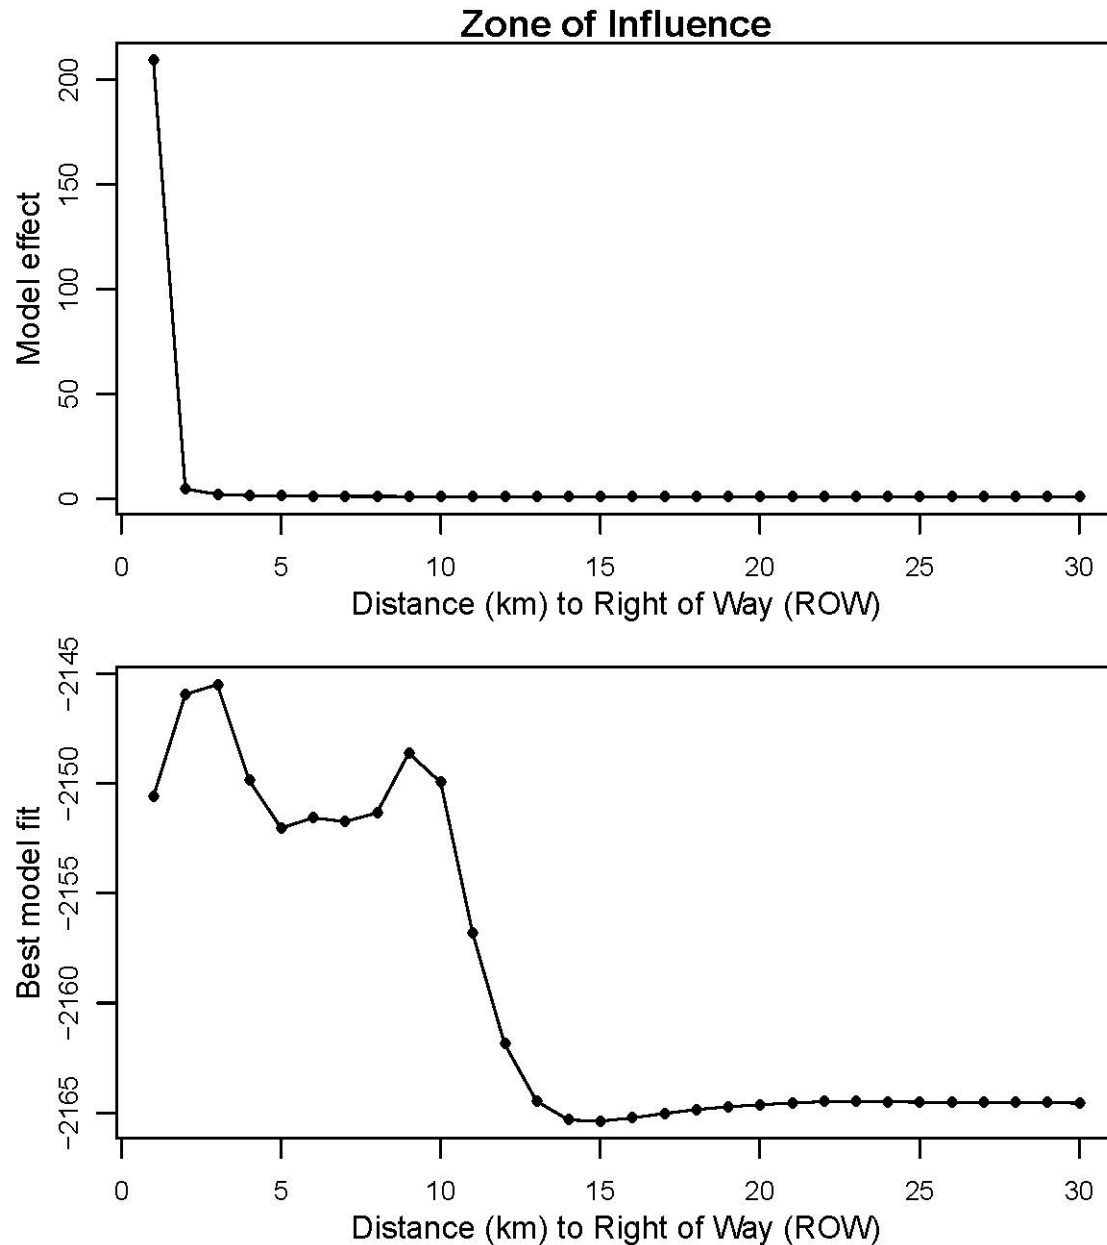 Zone of Influence
Model effect
200
150
100
50
0
0 5 10 15 20 25 30
Distance (km) to Right of Way (ROW)
Best model fit
−2145
−2150
−2155
−2160
−2165
0 5 10 15 20 25 30
Distance (km) to Right of Way (ROW)